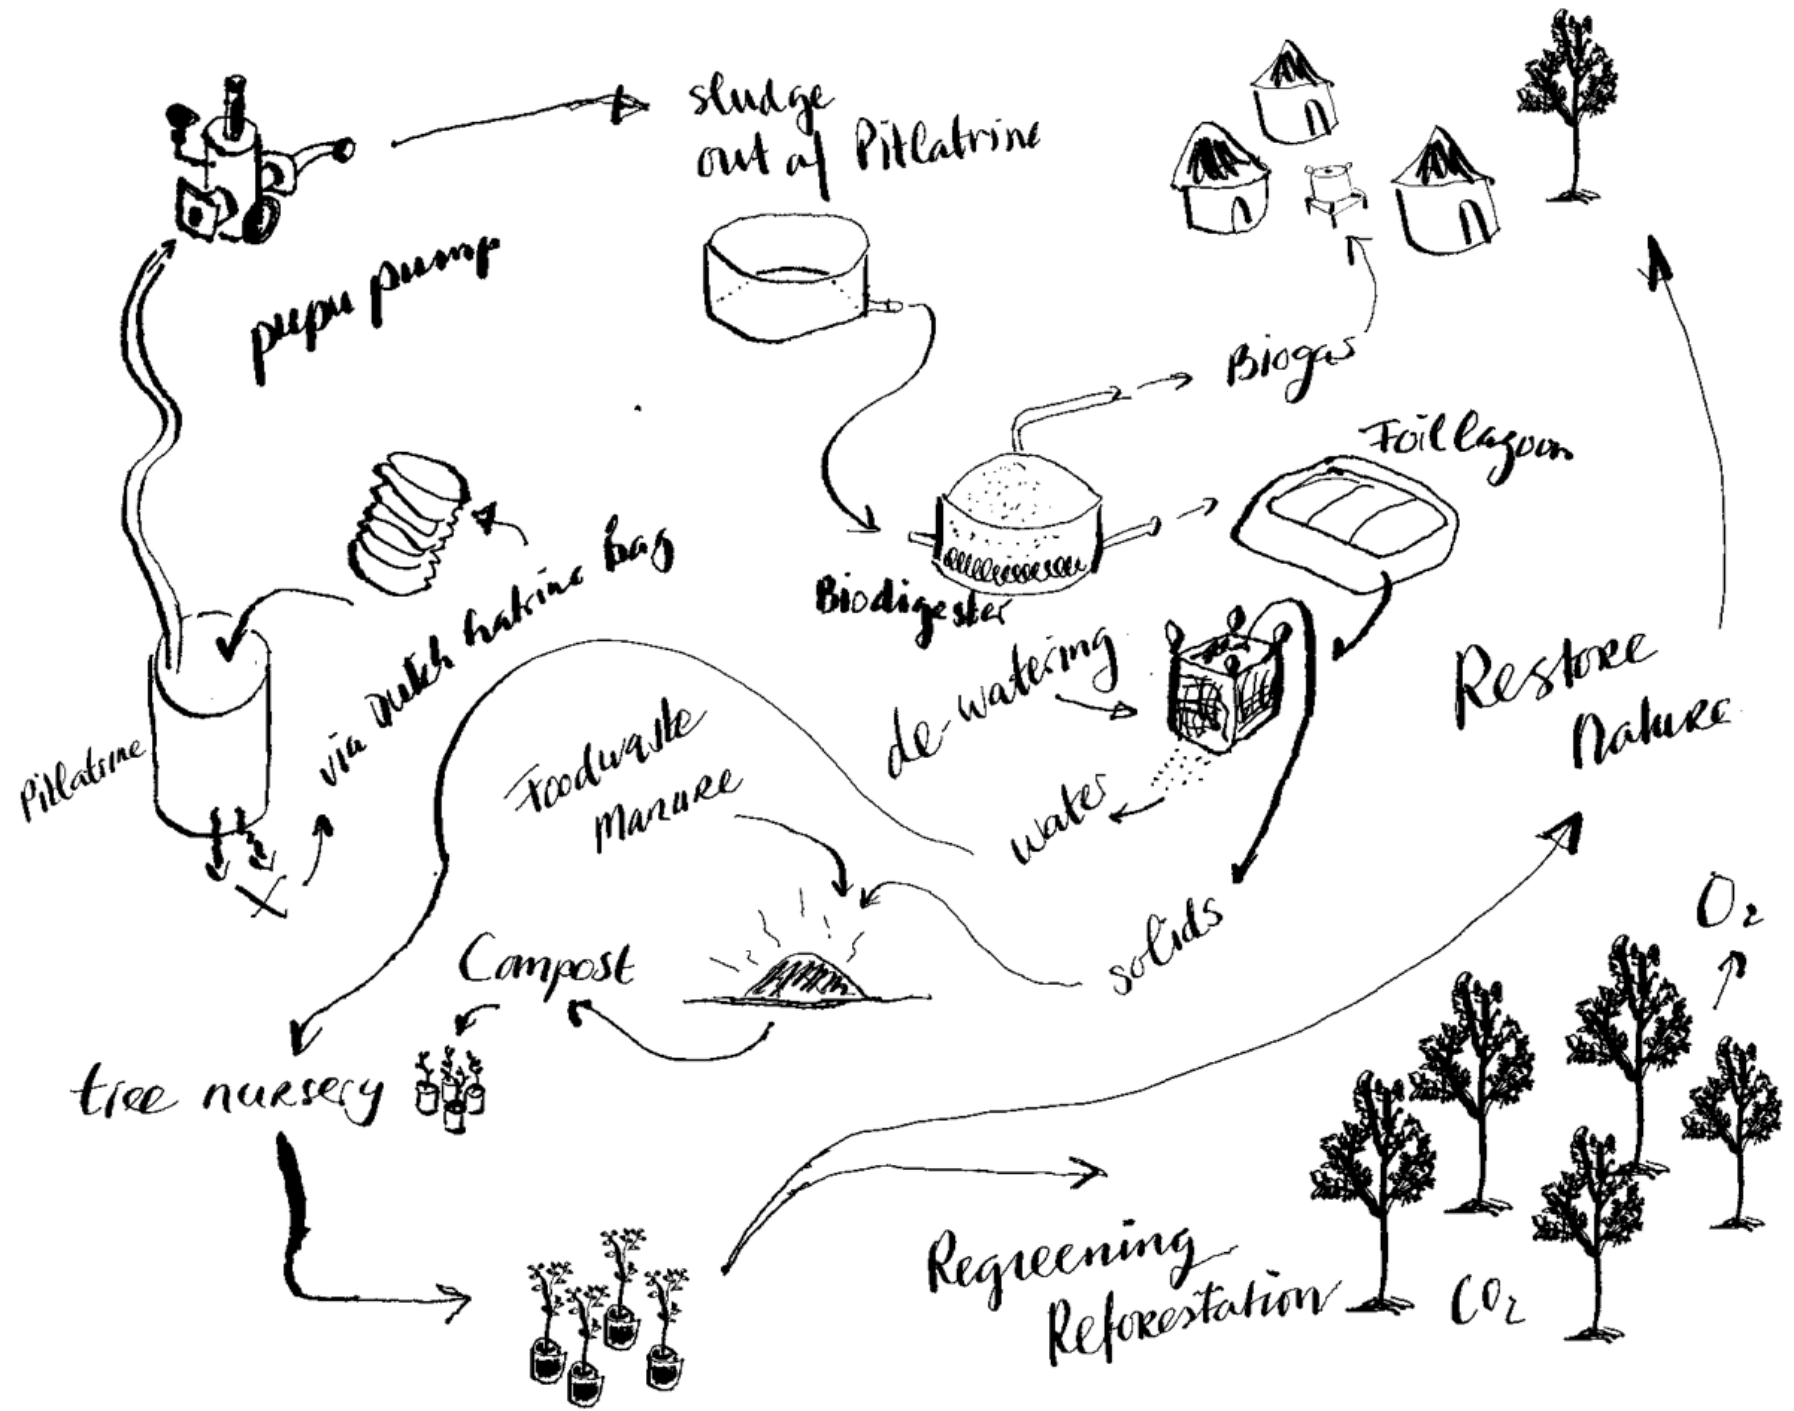 sludge
out of Pitlatrine
pupu pump
Biogas
Foil lagoon
via dutch latrine bag
Biodigester
de-watering
Restore
Nature
Pitlatrine
Foodwaste
Manure
water
solids
O2
Compost
tree nursery
Regreening
Reforestation
CO2